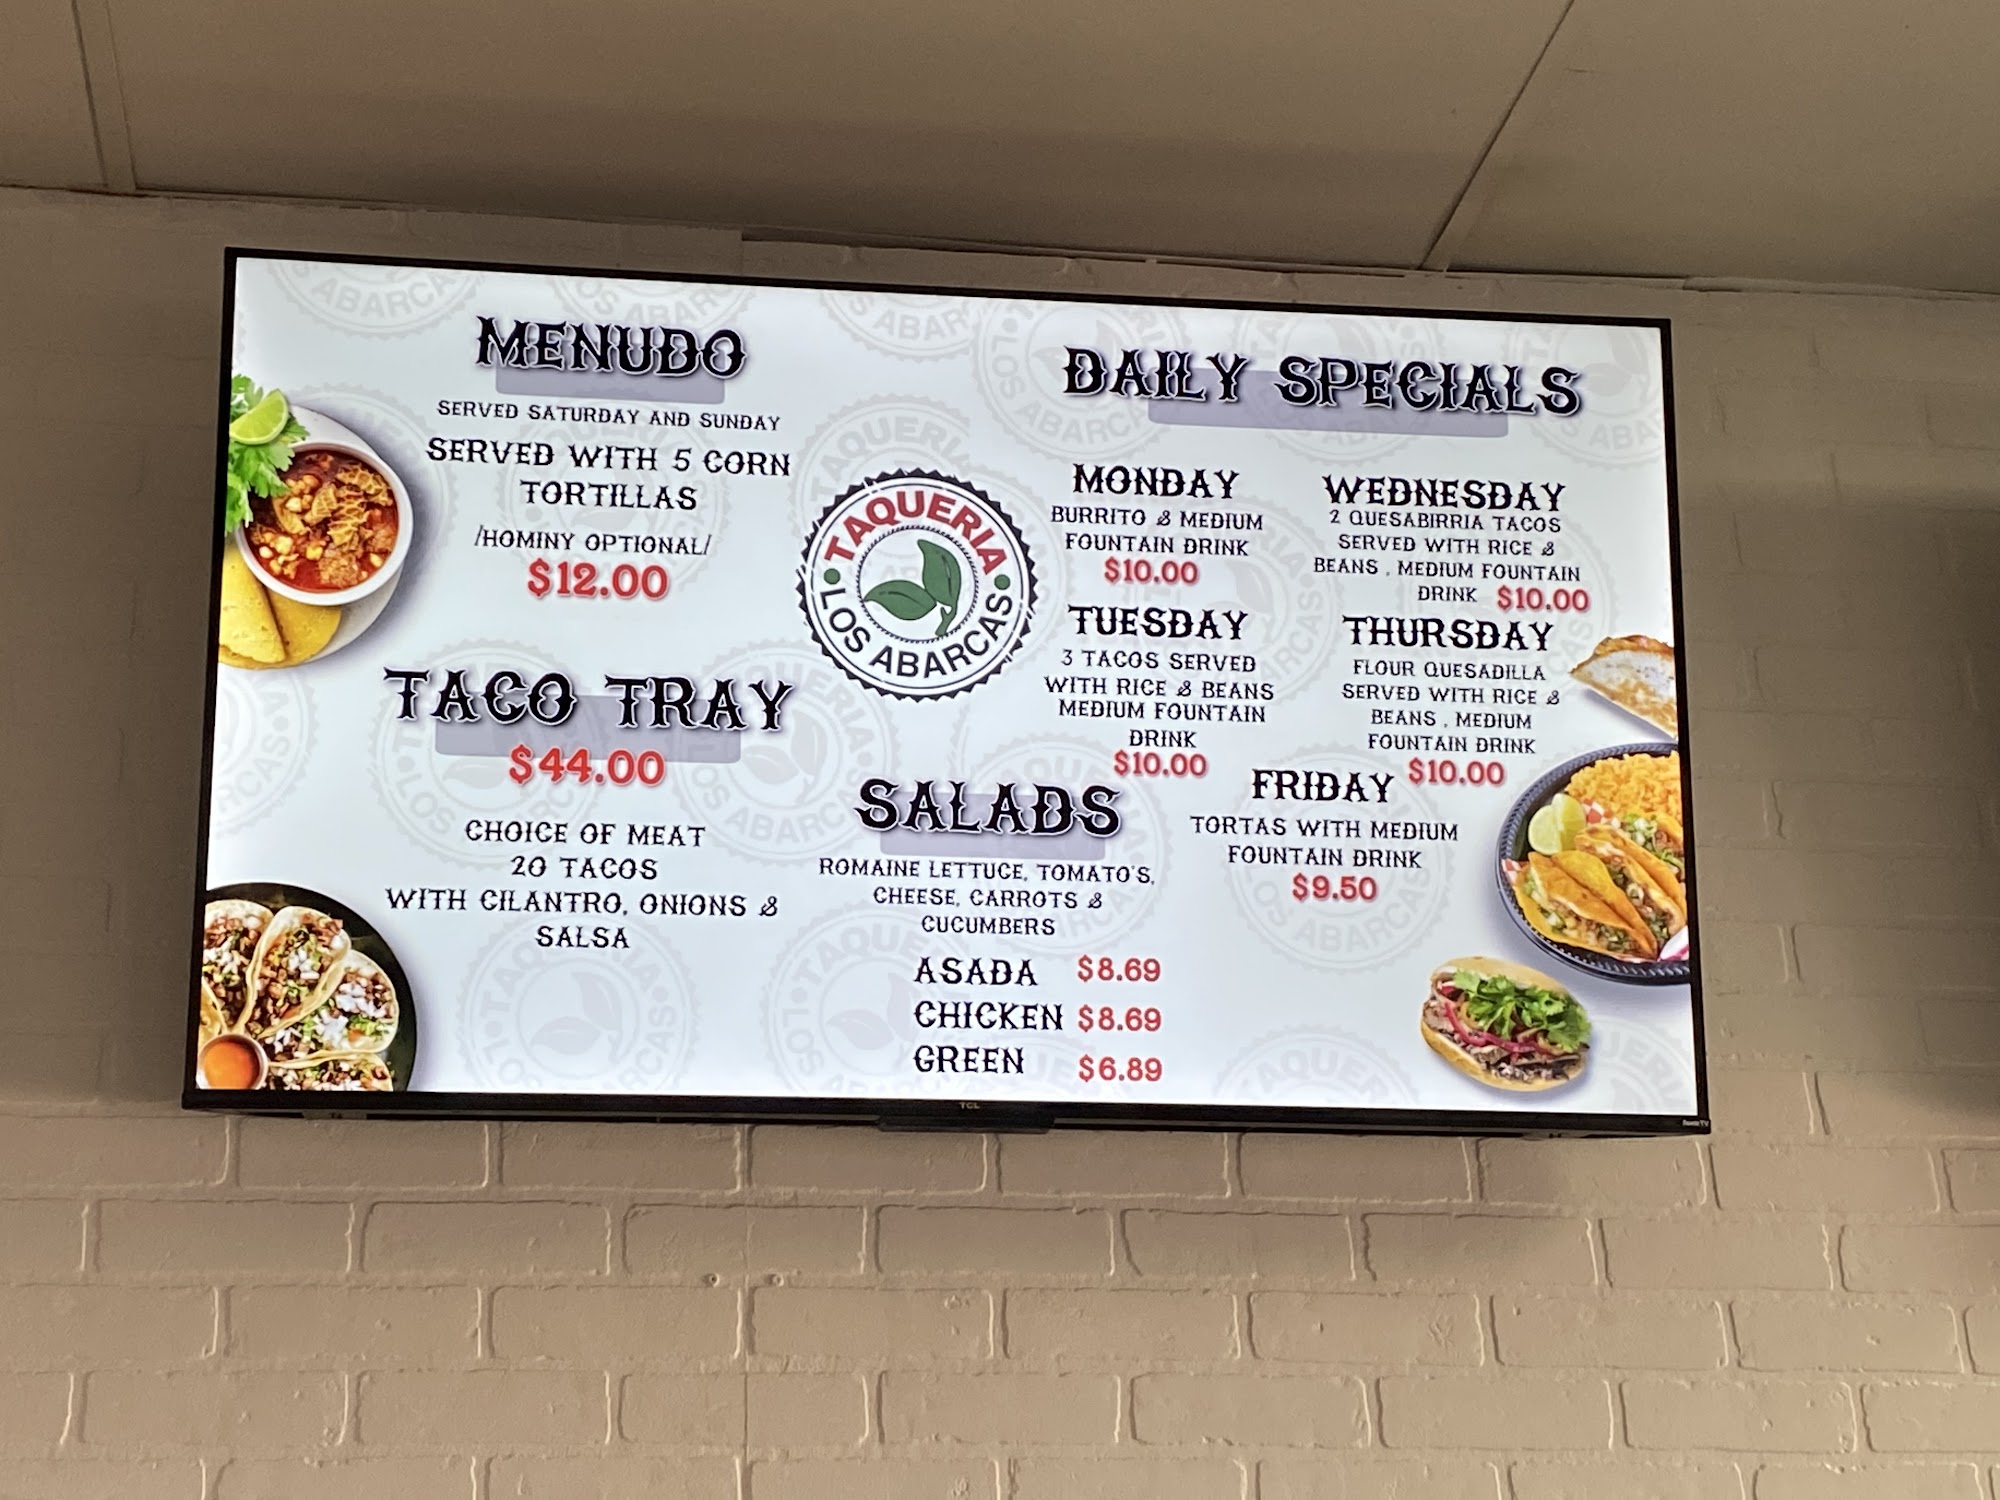 MENUDO
SERVED SATURDAY AND SUNDAY
SERVED WITH 5 CORN
TORTILLAS
/HOMINY OPTIONAL/
$12.00
TACO TRAY
$44.00
CHOICE OF MEAT
20 TACOS
WITH CILANTRO, ONIONS &
SALSA
TAQUERIA
LOS ABARCAS
SALADS
ROMAINE LETTUCE, TOMATO'S,
CHEESE, CARROTS &
CUCUMBERS
ASADA $8.69
CHICKEN $8.69
GREEN $6.89
DAILY SPECIALS
MONDAY
BURRITO & MEDIUM
FOUNTAIN DRINK
$10.00
TUESDAY
3 TACOS SERVED
WITH RICE & BEANS
MEDIUM FOUNTAIN
DRINK
$10.00
WEDNESDAY
2 QUESABIRRIA TACOS
SERVED WITH RICE &
BEANS , MEDIUM FOUNTAIN
DRINK $10.00
THURSDAY
FLOUR QUESADILLA
SERVED WITH RICE &
BEANS , MEDIUM
FOUNTAIN DRINK
$10.00
FRIDAY
TORTAS WITH MEDIUM
FOUNTAIN DRINK
$9.50
TCL
Roku TV